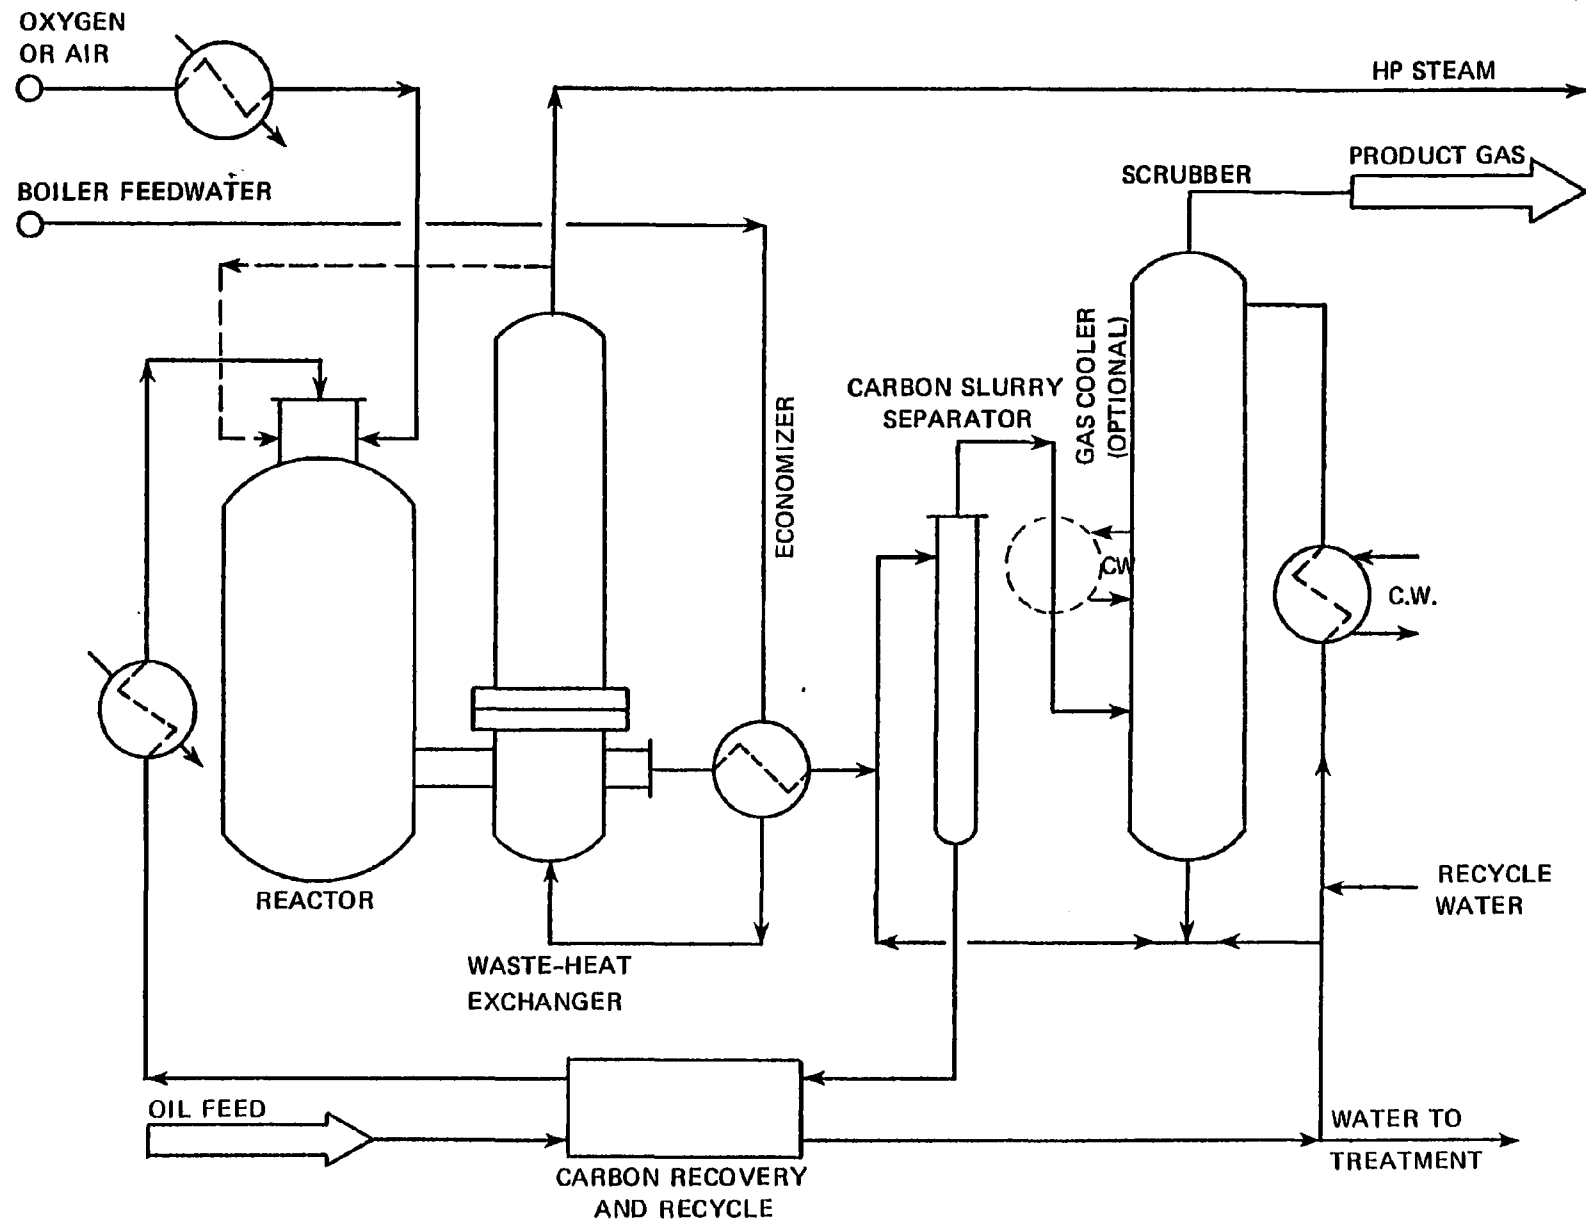 OXYGEN
OR AIR
HP STEAM
PRODUCT GAS
SCRUBBER
BOILER FEEDWATER
GAS COOLER
(OPTIONAL)
CARBON SLURRY
SEPARATOR
ECONOMIZER
CW
C.W.
RECYCLE
WATER
REACTOR
WASTE-HEAT
EXCHANGER
OIL FEED
WATER TO
TREATMENT
CARBON RECOVERY
AND RECYCLE